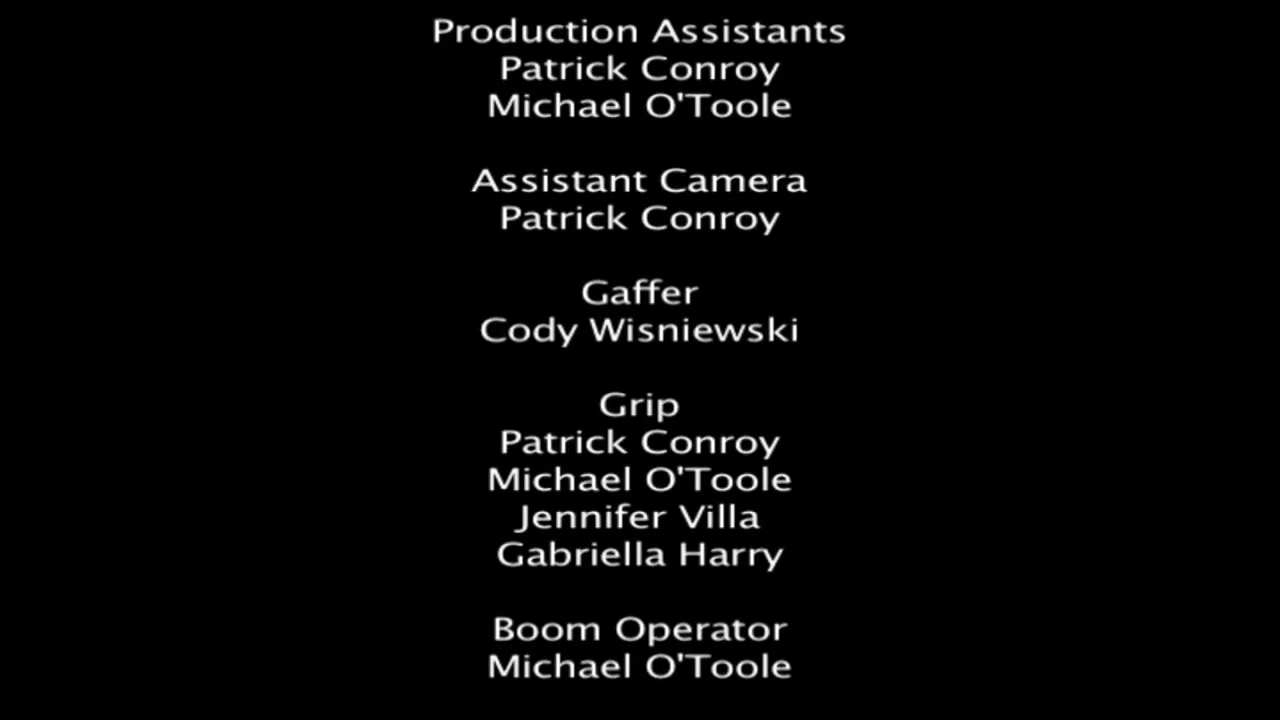 Production Assistants
Patrick Conroy
Michael O'Toole
Assistant Camera
Patrick Conroy
Gaffer
Cody Wisniewski
Grip
Patrick Conroy
Michael O'Toole
Jennifer Villa
Gabriella Harry
Boom Operator
Michael O'Toole